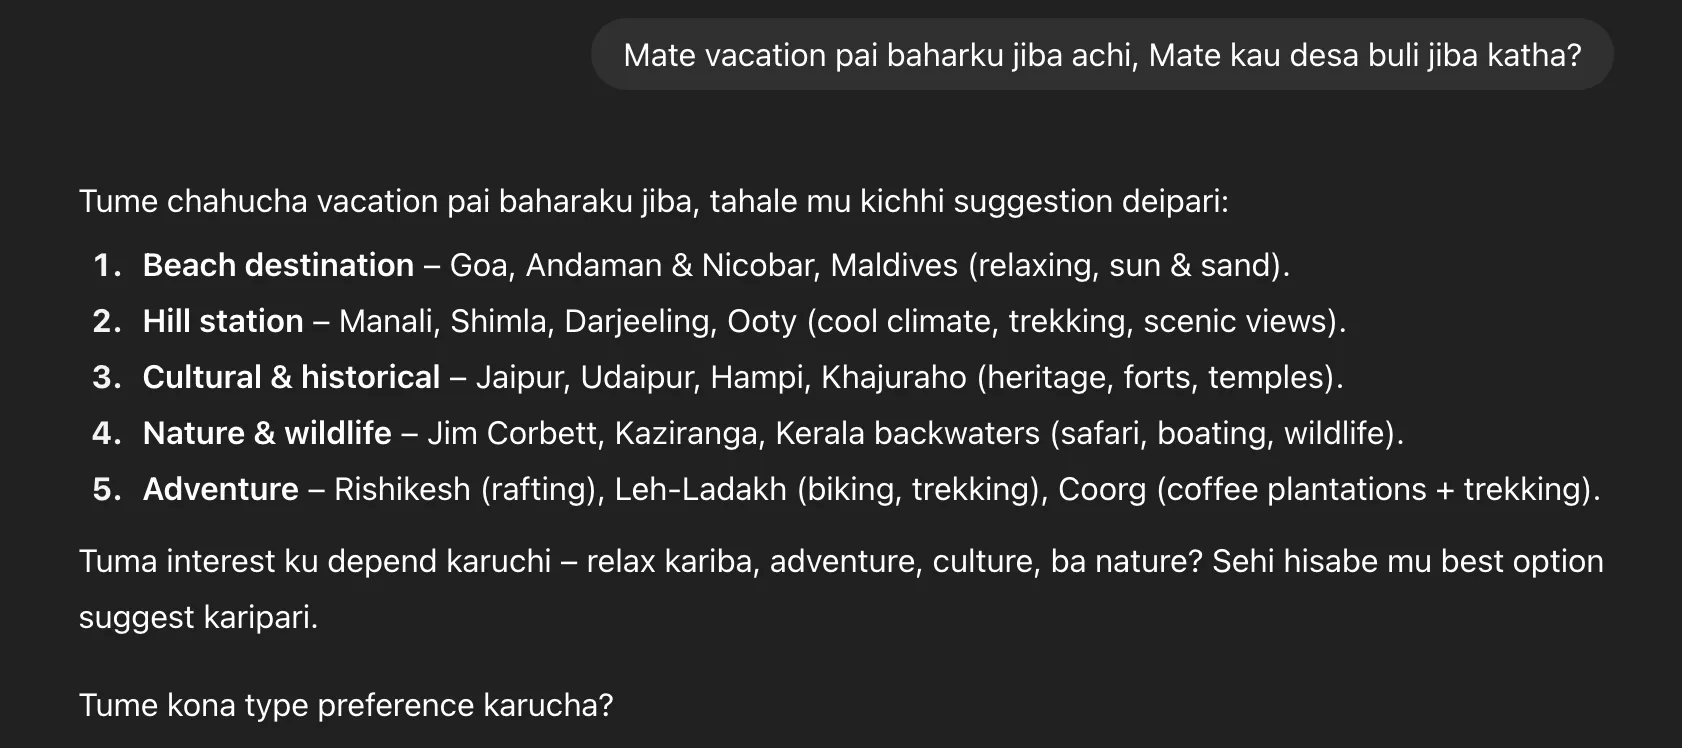 Mate vacation pai baharku jiba achi, Mate kau desa buli jiba katha?
Tume chahucha vacation pai baharaku jiba, tahale mu kichhi suggestion deipari:
1. Beach destination – Goa, Andaman & Nicobar, Maldives (relaxing, sun & sand).
2. Hill station – Manali, Shimla, Darjeeling, Ooty (cool climate, trekking, scenic views).
3. Cultural & historical – Jaipur, Udaipur, Hampi, Khajuraho (heritage, forts, temples).
4. Nature & wildlife – Jim Corbett, Kaziranga, Kerala backwaters (safari, boating, wildlife).
5. Adventure – Rishikesh (rafting), Leh-Ladakh (biking, trekking), Coorg (coffee plantations + trekking).
Tuma interest ku depend karuchi – relax kariba, adventure, culture, ba nature? Sehi hisabe mu best option
suggest karipari.
Tume kona type preference karucha?